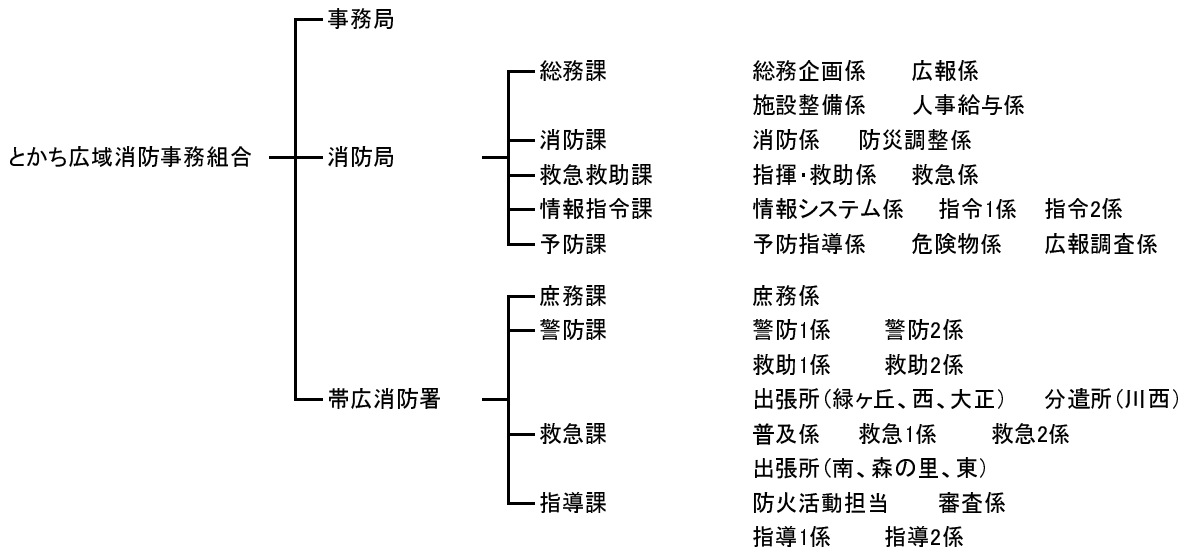 事務局
総務課 総務企画係 広報係
施設整備係 人事給与係
消防課 消防係 防災調整係
とかち広域消防事務組合 消防局
救急救助課 指揮・救助係 救急係
情報指令課 情報システム係 指令1係 指令2係
予防課 予防指導係 危険物係 広報調査係
庶務課 庶務係
警防課 警防1係 警防2係
救助1係 救助2係
帯広消防署 出張所(緑ヶ丘、西、大正) 分遣所(川西)
救急課 普及係 救急1係 救急2係
出張所(南、森の里、東)
指導課 防火活動担当 審査係
指導1係 指導2係